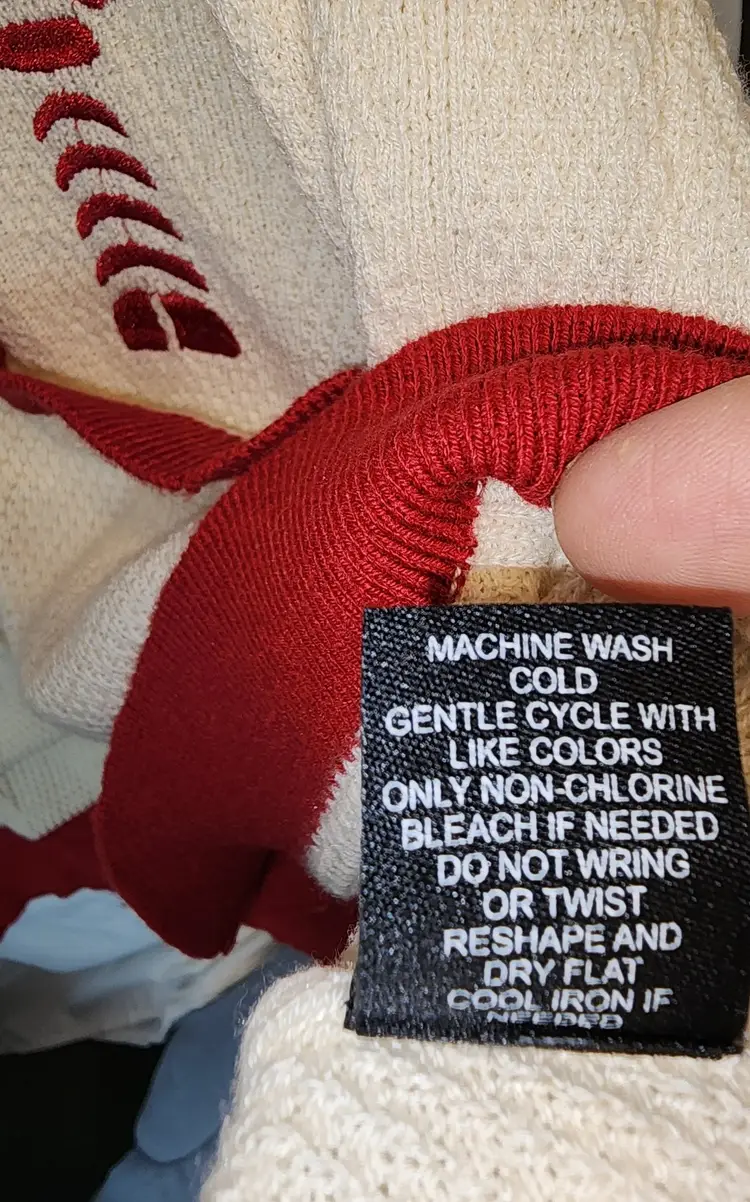 MACHINE WASH
COLD
GENTLE CYCLE WITH
LIKE COLORS
ONLY NON-CHLORINE
BLEACH IF NEEDED
DO NOT WRING
OR TWIST
RESHAPE AND
DRY FLAT
COOL IRON IF
NEEDED